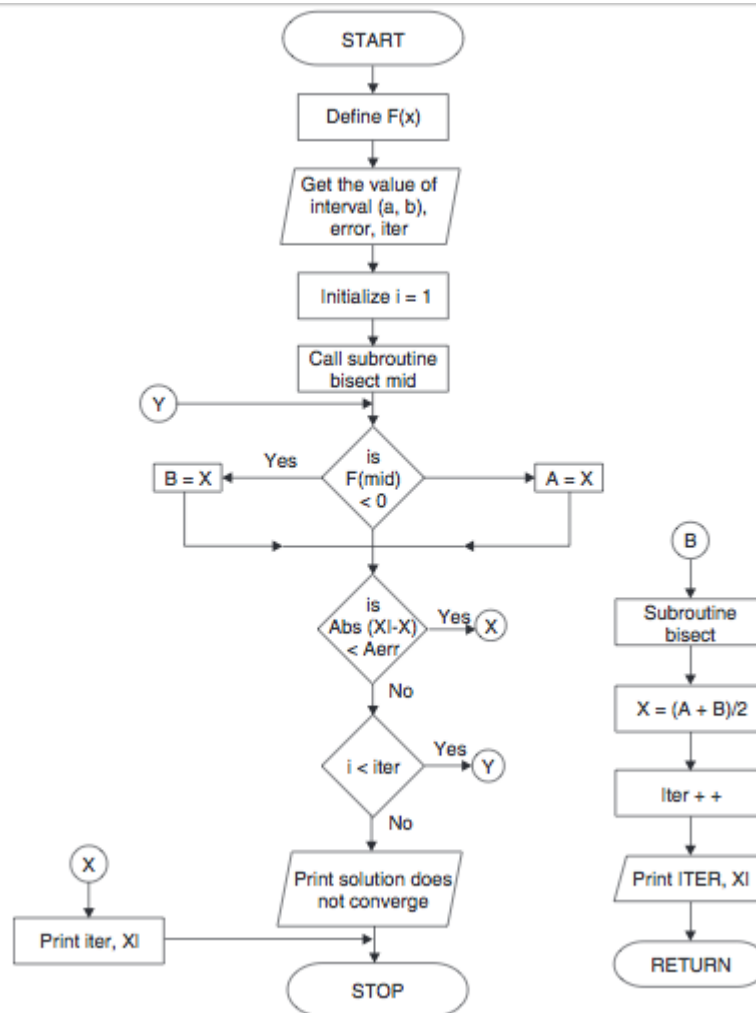 START
Define F(x)
Get the value of
interval (a, b),
error, iter
Initialize i = 1
Call subroutine
bisect mid
Y
is
F(mid)
< 0
Yes
B = X
A = X
is
Abs (XI-X)
< Aerr
Yes
X
No
i < iter
Yes
Y
No
Print solution does
not converge
X
Print iter, XI
STOP
B
Subroutine
bisect
X = (A + B)/2
Iter + +
Print ITER, XI
RETURN